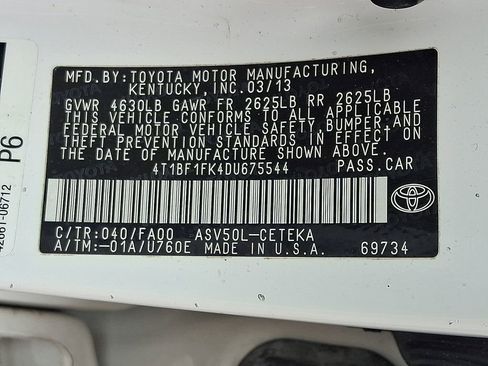 MFD.BY:TOYOTA MOTOR MANUFACTURING,
KENTUCKY,INC.03/13
GVWR 4630LB GAWR FR 2625LB RR 2625LB
THIS VEHICLE CONFORMS TO ALL APPLICABLE
FEDERAL MOTOR VEHICLE SAFETY,BUMPER,AND
THEFT PREVENTION STANDARDS IN EFFECT
ON THE DATE OF MANUFACTURE SHOWN ABOVE.
4T1BF1FK4DU675544 PASS.CAR
C/TR:040/FA00 ASV50L-CETEKA
A/TM:-01A/U760E MADE IN U.S.A. 69734
P6
42661-06712